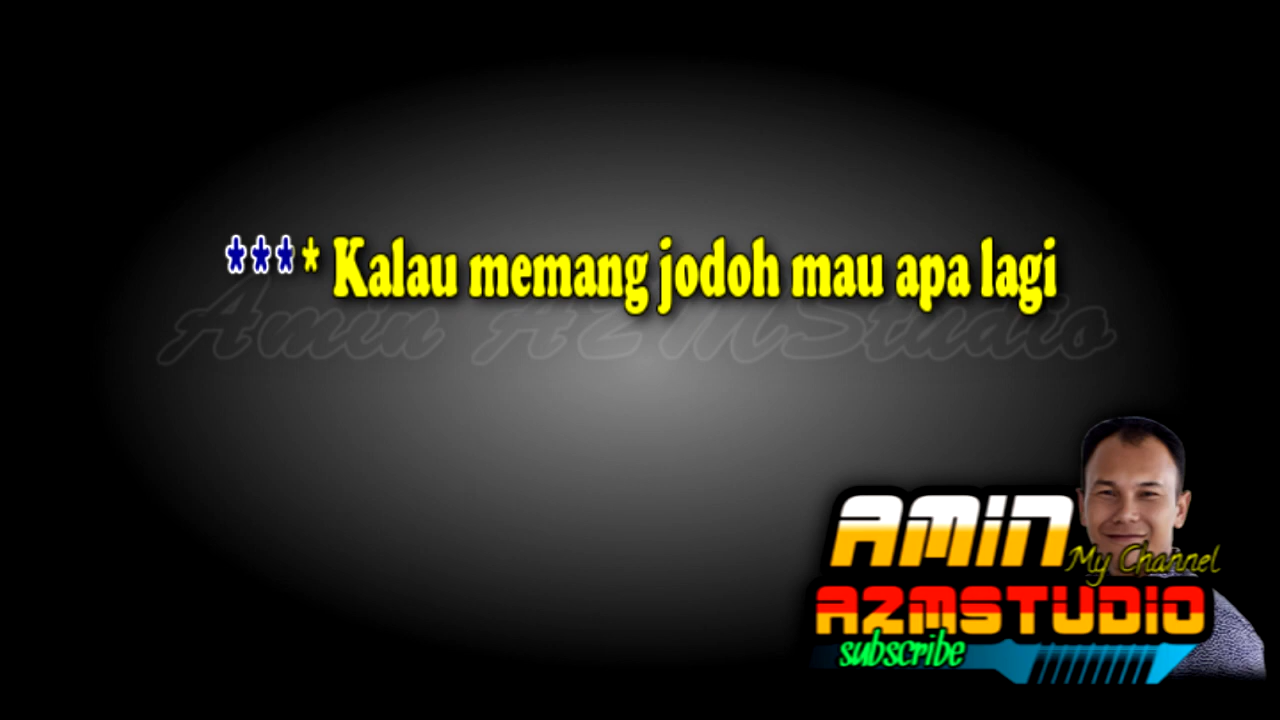 **** Kalau memang jodoh mau apa lagi
Amin AZMStudio
AMIN
My Channel
AZMSTUDIO
subscribe